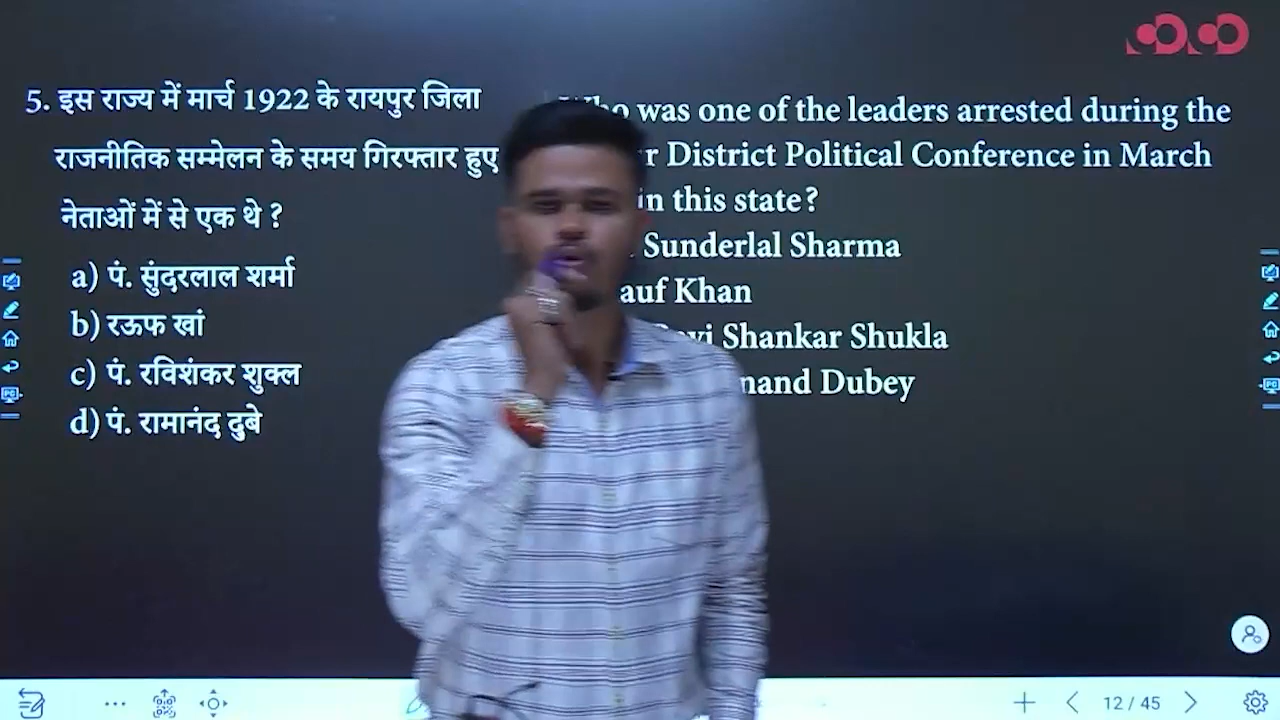 5. इस राज्य में मार्च 1922 के रायपुर जिला
राजनीतिक सम्मेलन के समय गिरफ्तार हुए
नेताओं में से एक थे ?
a) पं. सुंदरलाल शर्मा
b) रऊफ खां
c) पं. रविशंकर शुक्ल
d) पं. रामानंद दुबे
was one of the leaders arrested during the
District Political Conference in March
in this state?
Sunderlal Sharma
Khan
Shankar Shukla
Dubey
12 / 45